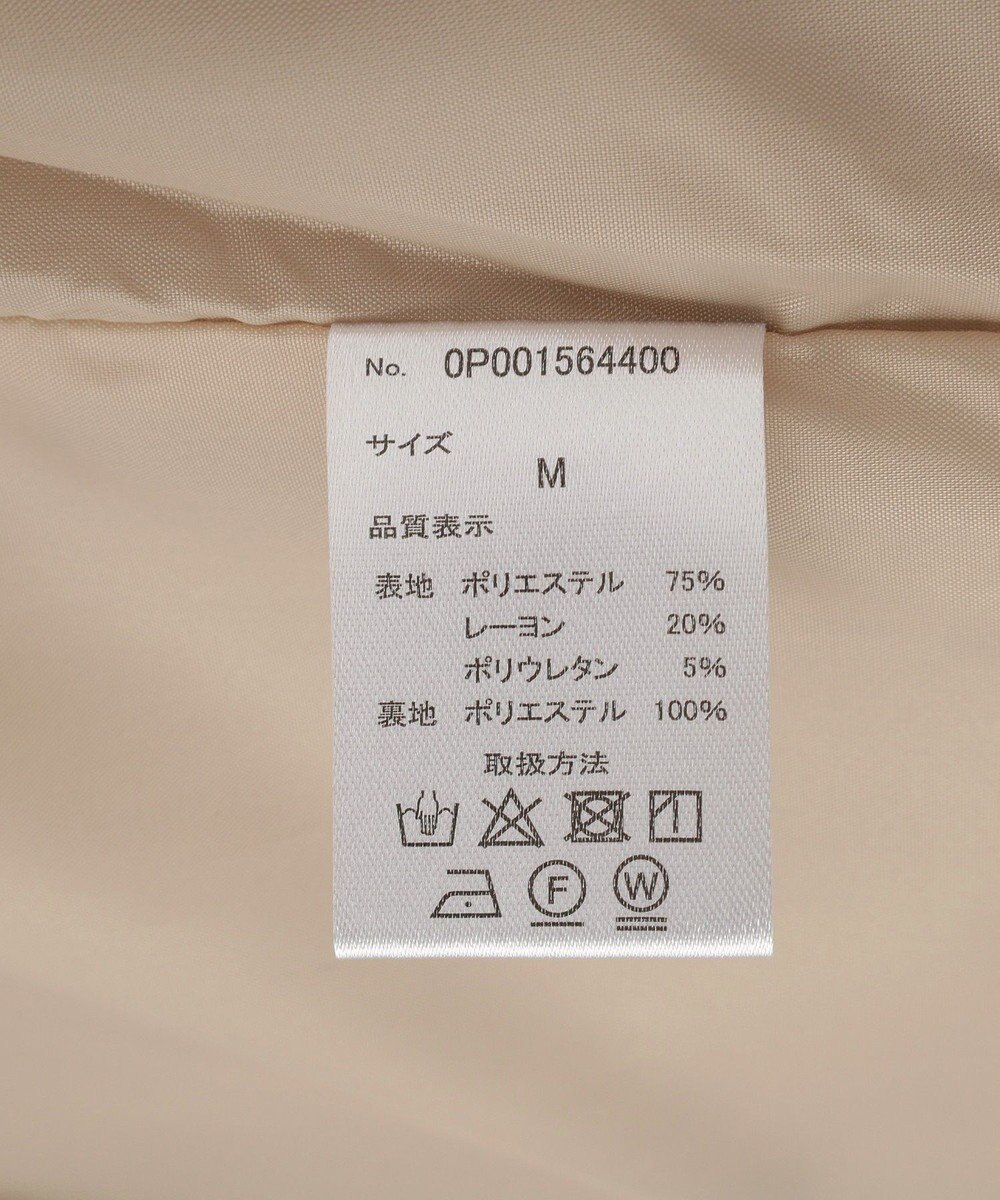 No. 0P001564400
サイズ
M
品質表示
表地 ポリエステル 75%
レーヨン 20%
ポリウレタン 5%
裏地 ポリエステル 100%
取扱方法
F W